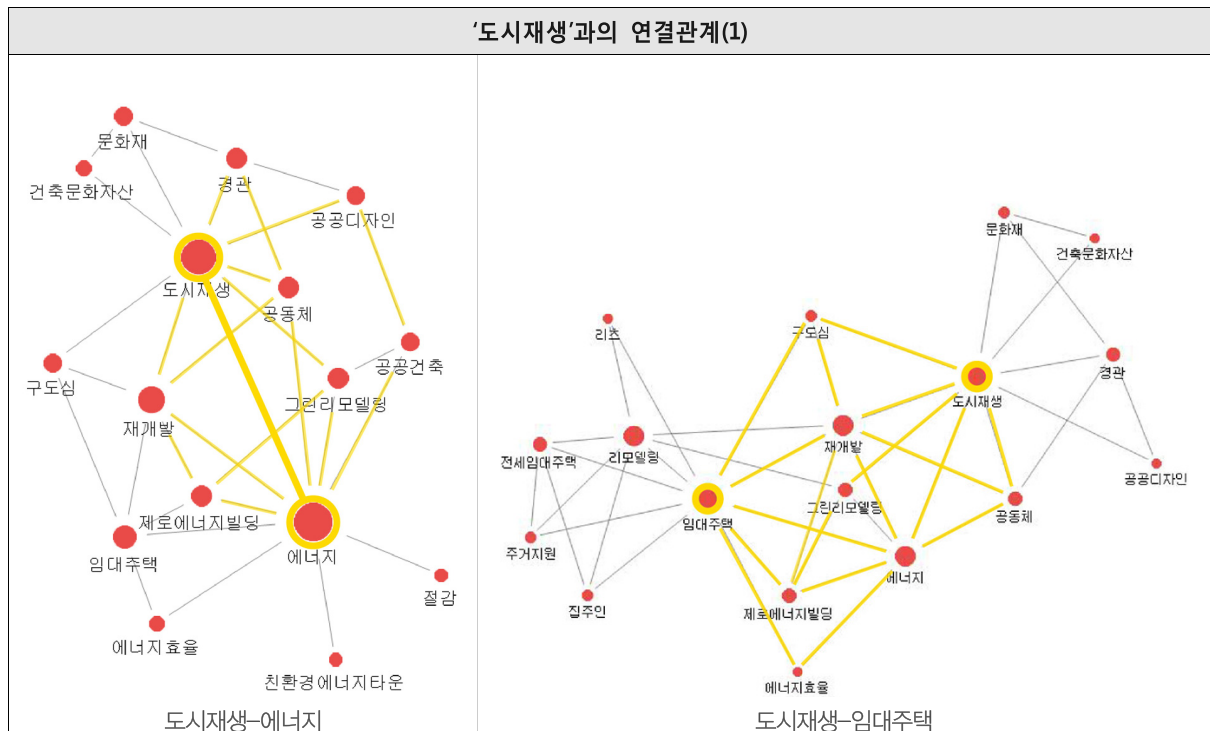 ‘도시재생’과의 연결관계(1)
문화재
건축문화자산
경관
공공디자인
도시재생
공동체
공공건축
구도심
그린리모델링
재개발
제로에너지빌딩
임대주택
에너지
절감
에너지효율
친환경에너지타운
도시재생–에너지
문화재
건축문화자산
리츠
구도심
경관
도시재생
재개발
리모델링
전세임대주택
공공디자인
그린리모델링
공동체
임대주택
주거지원
에너지
집주인
제로에너지빌딩
에너지효율
도시재생–임대주택